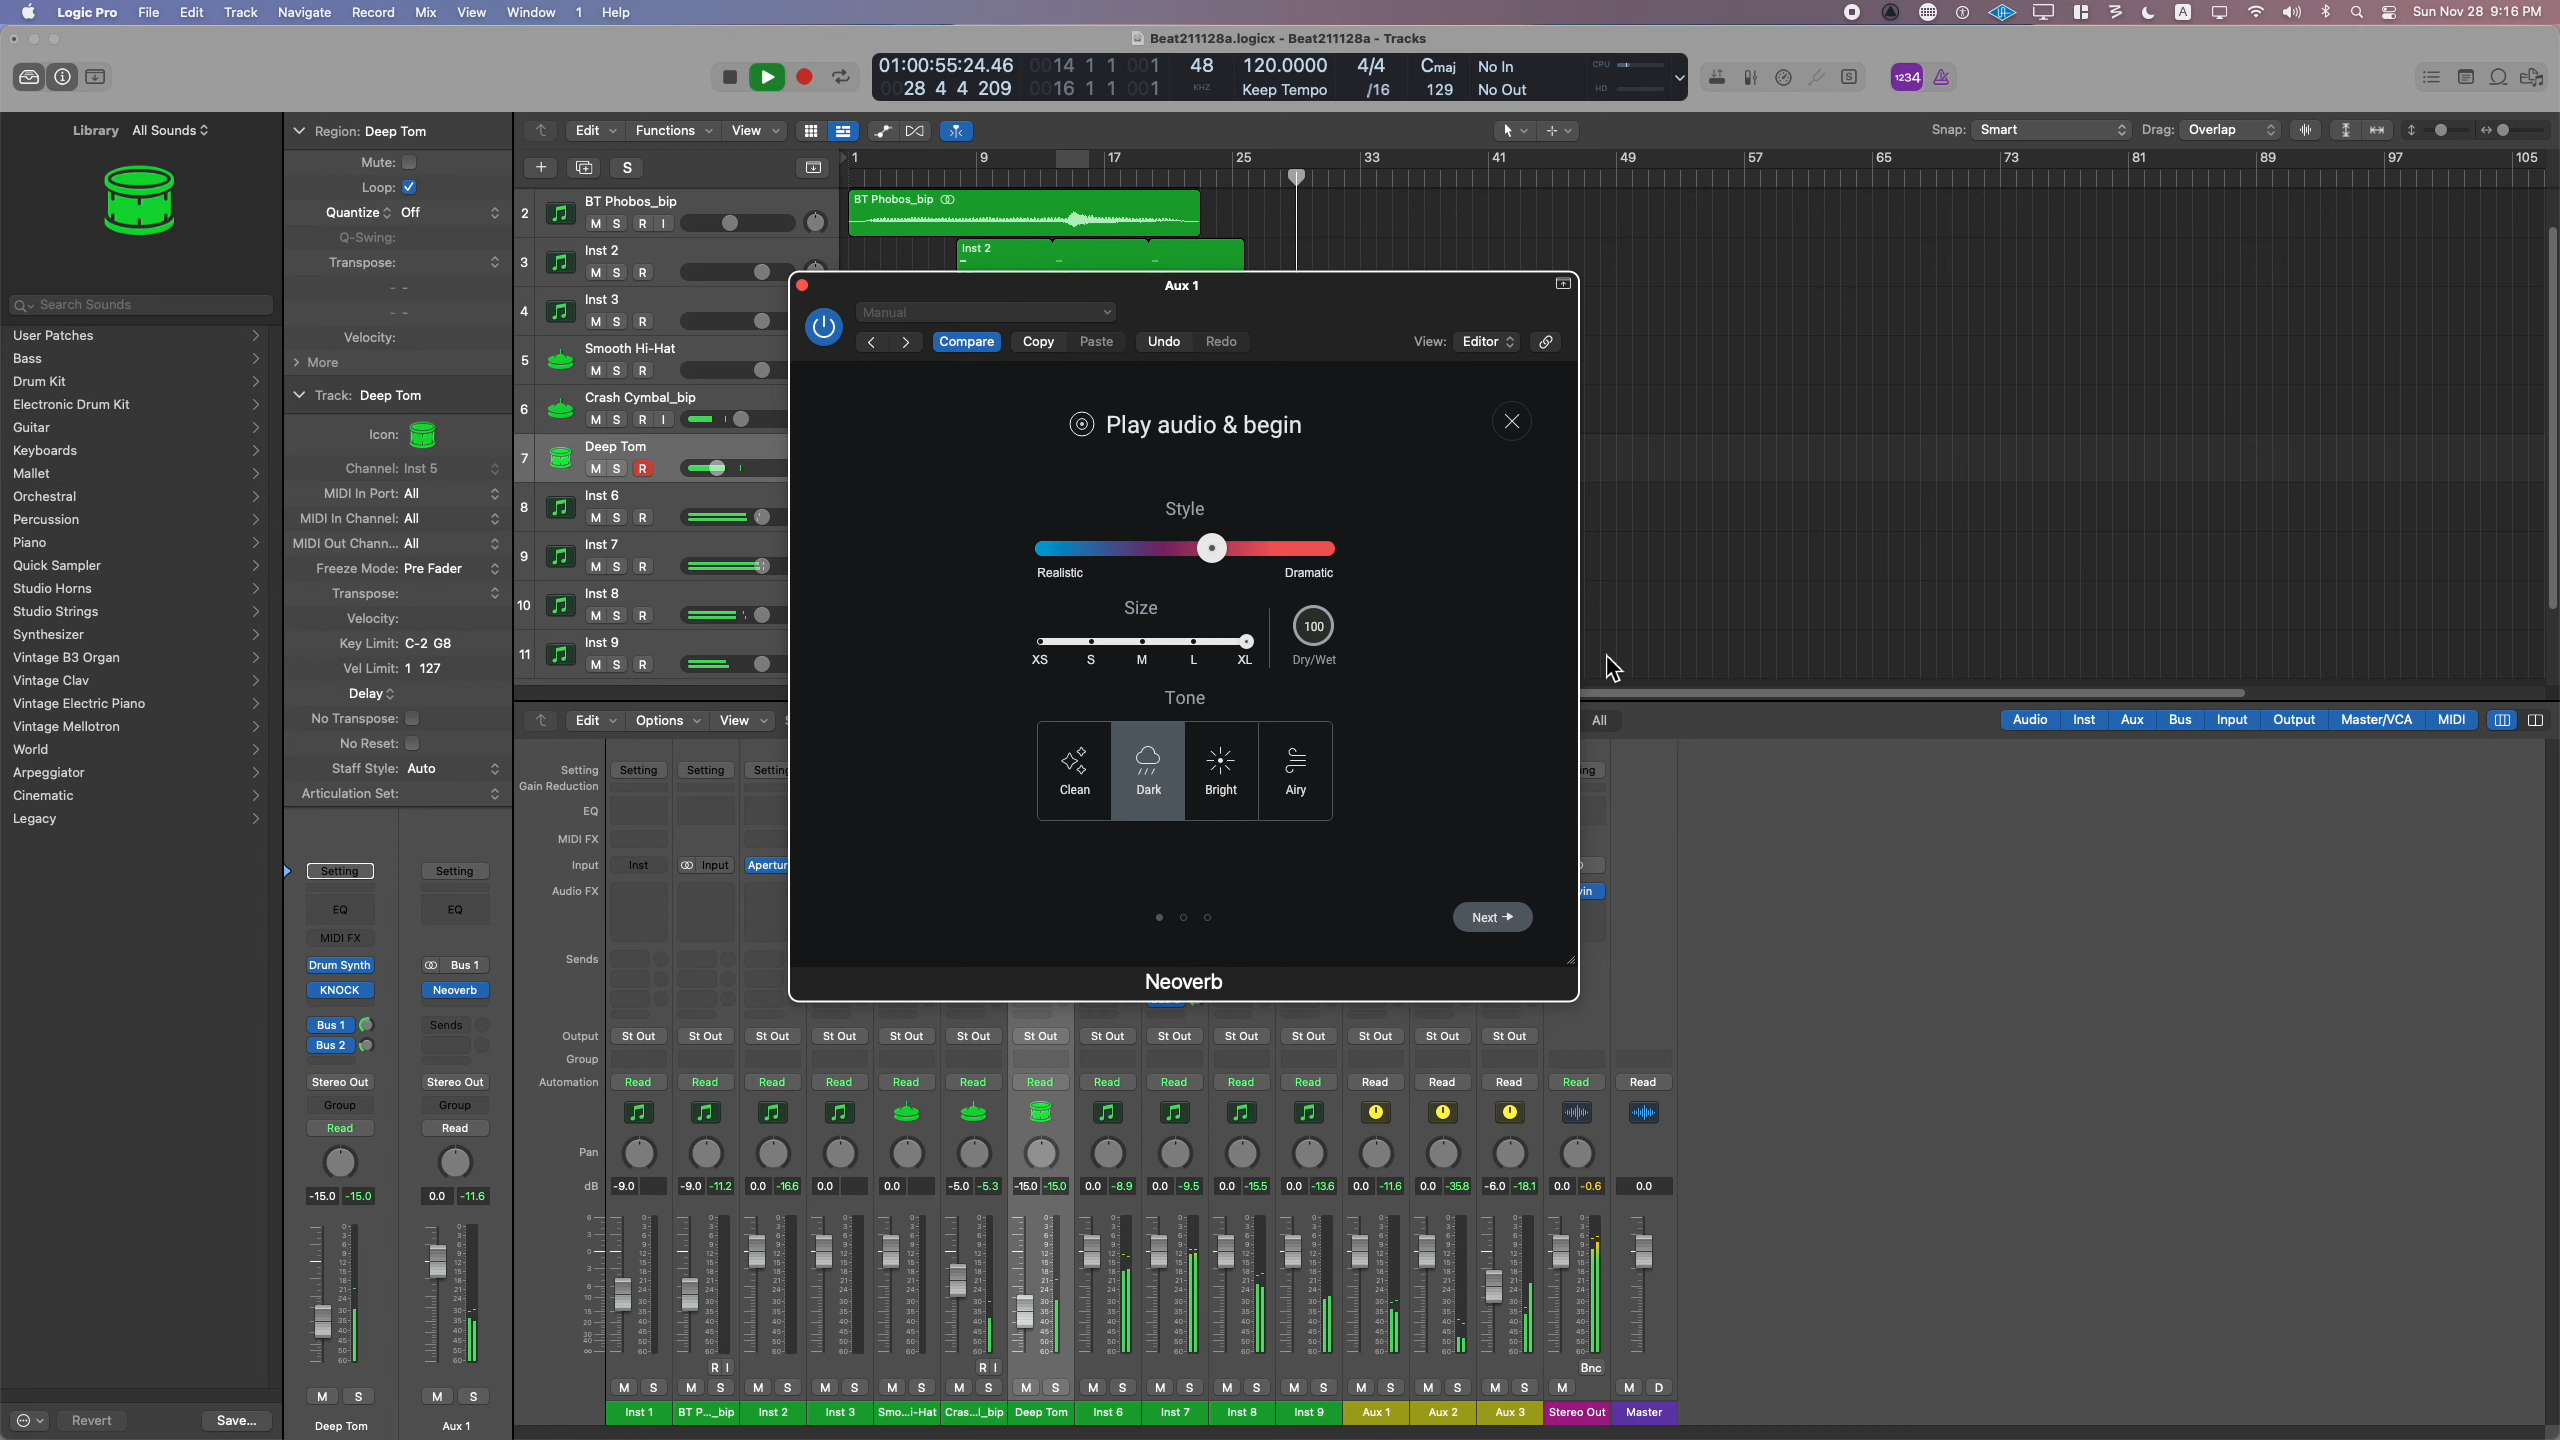 Logic Pro File Edit Track Navigate Record Mix View Window 1 Help
A Sun Nov 28 9:16 PM
Beat211128a.logicx - Beat211128a - Tracks
01:00:55:24.46 0014 1 1 001 48 120.0000 4/4 Cmaj No In CPU
0028 4 4 209 0016 1 1 001 KHZ Keep Tempo /16 129 No Out HD
S 1234
Library All Sounds
Region: Deep Tom
Edit Functions View
Snap: Smart Drag: Overlap
Mute:
Loop:
Quantize Off
Q-Swing:
Transpose:
- -
- -
Velocity:
More
S
1 9 17 25 33 41 49 57 65 73 81 89 97 105
2 BT Phobos_bip
M S R I
BT Phobos_bip
3 Inst 2
M S R
Inst 2
4 Inst 3
M S R
5 Smooth Hi-Hat
M S R
6 Crash Cymbal_bip
M S R I
7 Deep Tom
M S R
8 Inst 6
M S R
9 Inst 7
M S R
10 Inst 8
M S R
11 Inst 9
M S R
Search Sounds
User Patches
Bass
Drum Kit
Electronic Drum Kit
Guitar
Keyboards
Mallet
Orchestral
Percussion
Piano
Quick Sampler
Studio Horns
Studio Strings
Synthesizer
Vintage B3 Organ
Vintage Clav
Vintage Electric Piano
Vintage Mellotron
World
Arpeggiator
Cinematic
Legacy
Track: Deep Tom
Icon:
Channel: Inst 5
MIDI In Port: All
MIDI In Channel: All
MIDI Out Chann... All
Freeze Mode: Pre Fader
Transpose:
Velocity:
Key Limit: C-2 G8
Vel Limit: 1 127
Delay
No Transpose:
No Reset:
Staff Style: Auto
Articulation Set:
Aux 1
Manual
Compare Copy Paste Undo Redo View: Editor
Play audio & begin
Style
Realistic Dramatic
Size
100
XS S M L XL Dry/Wet
Tone
Clean Dark Bright Airy
Next
Neoverb
Edit Options View
All Audio Inst Aux Bus Input Output Master/VCA MIDI
Setting Setting Setting Setting
Gain Reduction
EQ
MIDI FX
Input Inst Input Apertur
Audio FX
Sends
Setting Setting
EQ EQ
MIDI FX
Drum Synth Bus 1
KNOCK Neoverb
Bus 1 Sends
Bus 2
Stereo Out Stereo Out
Group Group
Read Read
-15.0 -15.0 0.0 -11.6
M S M S
Deep Tom Aux 1
Output St Out St Out St Out St Out St Out St Out St Out St Out St Out St Out St Out St Out St Out St Out
Group
Automation Read Read Read Read Read Read Read Read Read Read Read Read Read Read Read Read
Pan
dB -9.0 -9.0 -11.2 0.0 -16.6 0.0 0.0 -5.0 -5.3 -15.0 -15.0 0.0 -8.9 0.0 -9.5 0.0 -15.5 0.0 -13.6 0.0 -11.6 0.0 -35.8 -6.0 -18.1 0.0 -0.6 0.0
R I R I Bnc
M S M S M S M S M S M S M S M S M S M S M S M S M S M S M M D
Inst 1 BT P..._bip Inst 2 Inst 3 Smo...i-Hat Cras...l_bip Deep Tom Inst 6 Inst 7 Inst 8 Inst 9 Aux 1 Aux 2 Aux 3 Stereo Out Master
Revert Save...